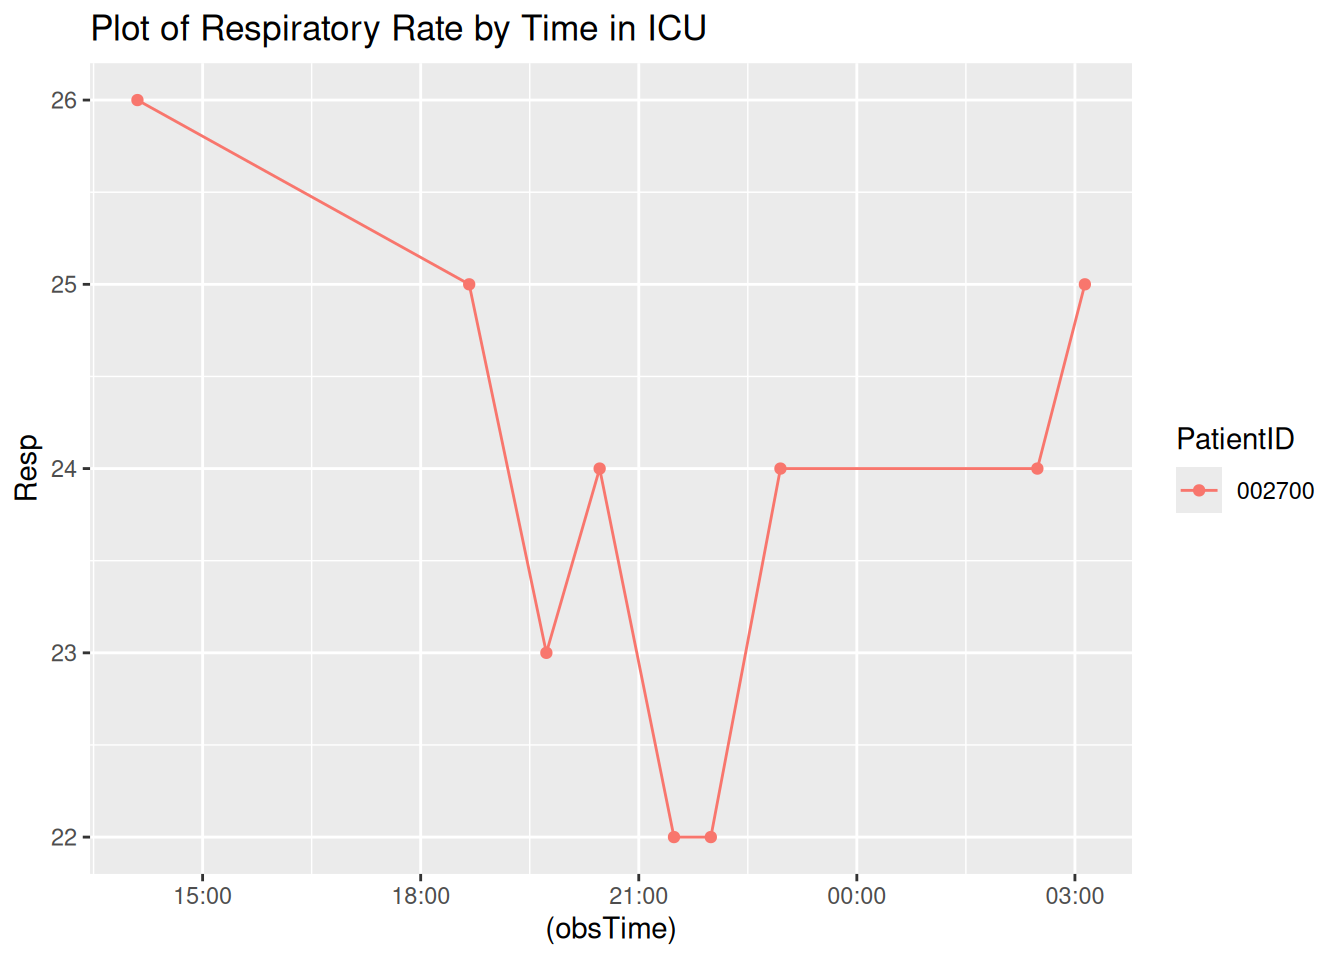 Plot of Respiratory Rate by Time in ICU
26
25
24
23
22
Resp
15:00 18:00 21:00 00:00 03:00
(obsTime)
PatientID
002700